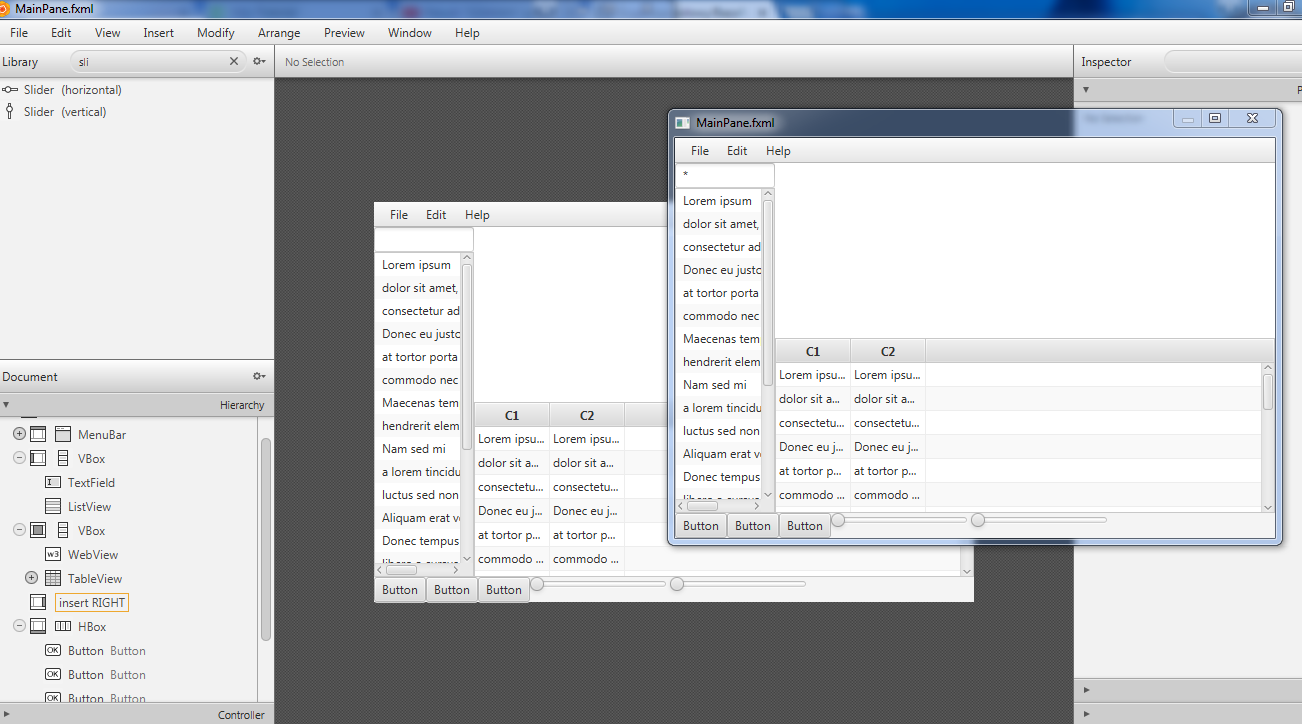 MainPane.fxml
File Edit View Insert Modify Arrange Preview Window Help
Library sli
No Selection
Inspector
Slider (horizontal)
Slider (vertical)
Document
Hierarchy
MenuBar
VBox
TextField
ListView
VBox
w3 WebView
TableView
insert RIGHT
HBox
OK Button Button
OK Button Button
OK Button Button
Controller
File Edit Help
Lorem ipsum
dolor sit amet,
consectetur ad
Donec eu justo
at tortor porta
commodo nec
Maecenas tem
hendrerit elem
Nam sed mi
a lorem tincidu
luctus sed non
Aliquam erat v
Donec tempus
C1 C2
Lorem ipsu... Lorem ipsu...
dolor sit a... dolor sit a...
consectetu... consectetu...
Donec eu j... Donec eu j...
at tortor p... at tortor p...
commodo ... commodo ...
Button Button Button
MainPane.fxml
File Edit Help
*
Lorem ipsum
dolor sit amet,
consectetur ad
Donec eu justo
at tortor porta
commodo nec
Maecenas tem
hendrerit elem
Nam sed mi
a lorem tincidu
luctus sed non
Aliquam erat v
Donec tempus
C1 C2
Lorem ipsu... Lorem ipsu...
dolor sit a... dolor sit a...
consectetu... consectetu...
Donec eu j... Donec eu j...
at tortor p... at tortor p...
commodo ... commodo ...
Button Button Button